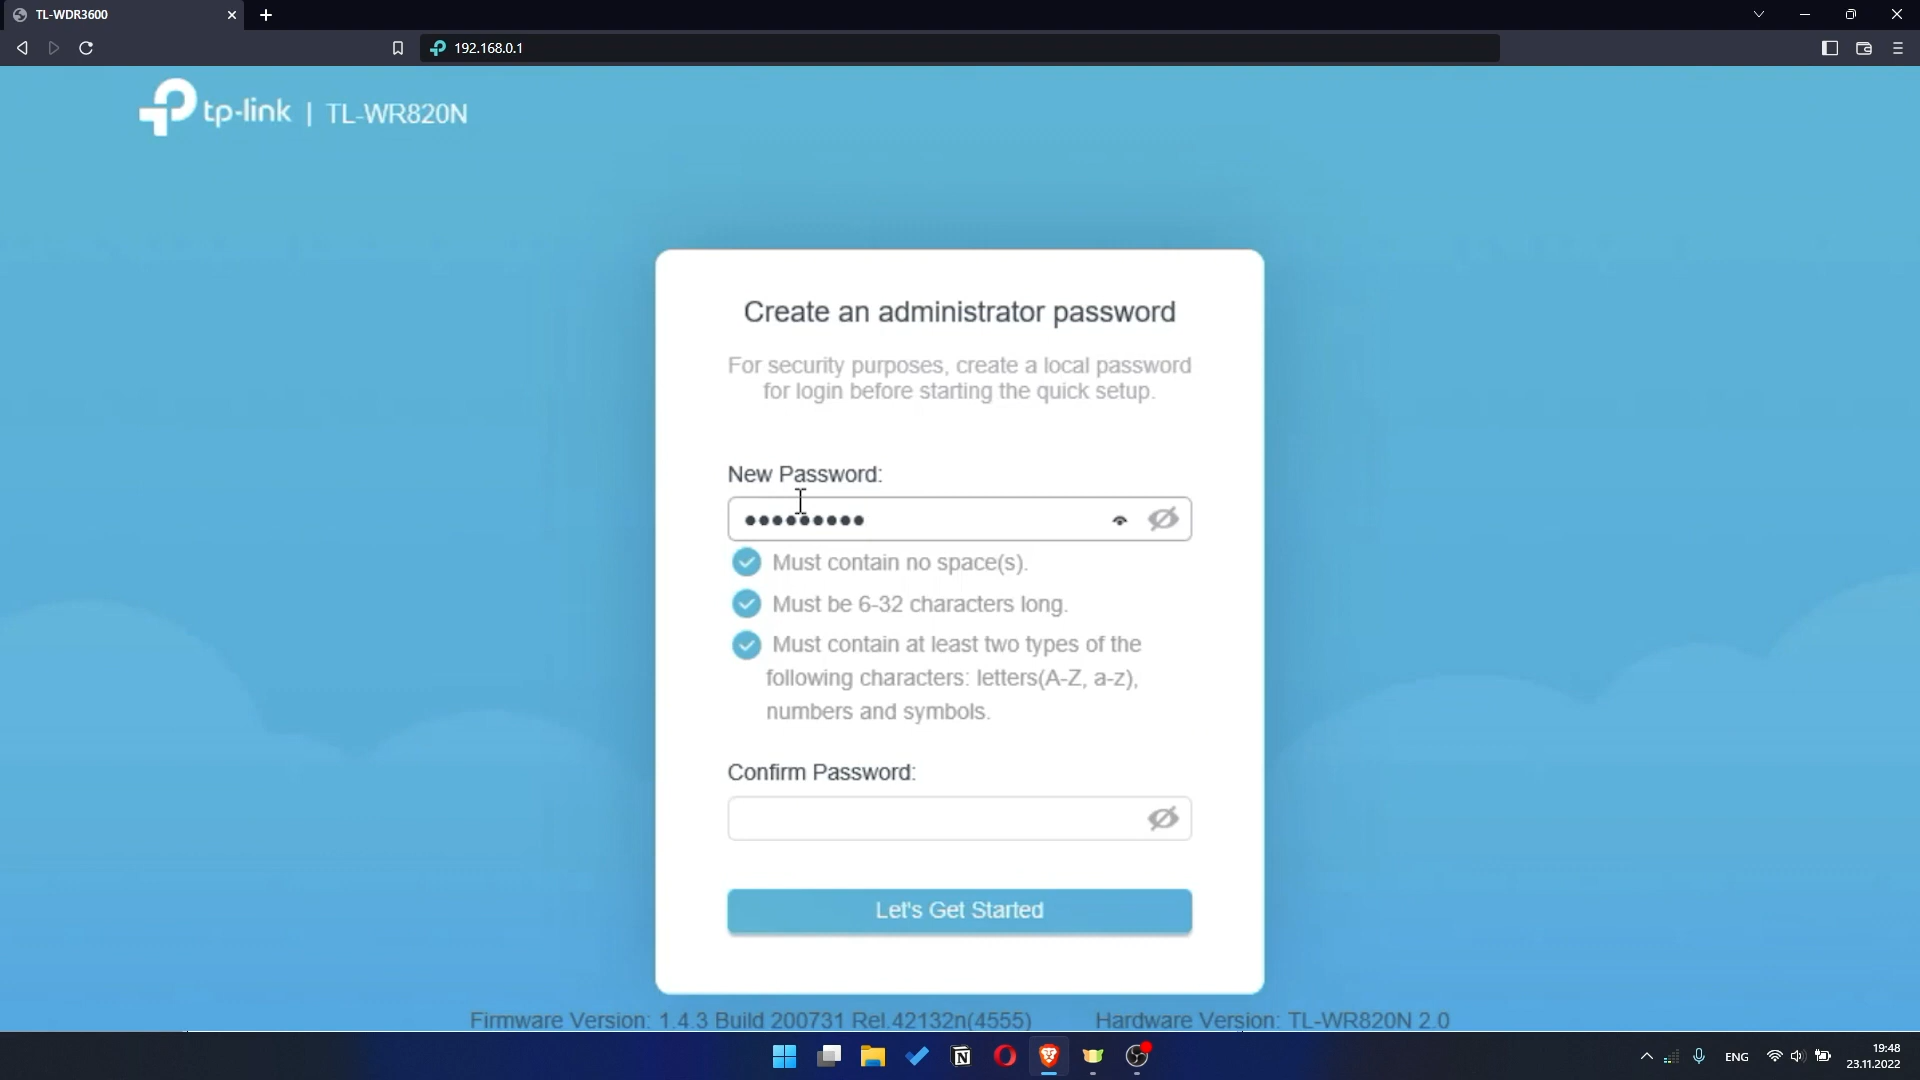 TL-WDR3600
192.168.0.1
tp-link | TL-WR820N
Create an administrator password
For security purposes, create a local password
for login before starting the quick setup.
New Password:
●●●●●●●●●
Must contain no space(s).
Must be 6-32 characters long.
Must contain at least two types of the
following characters: letters(A-Z, a-z),
numbers and symbols.
Confirm Password:
Let's Get Started
Firmware Version: 1.4.3 Build 200731 Rel.42132n(4555)
Hardware Version: TL-WR820N 2.0
ENG
19:48
23.11.2022